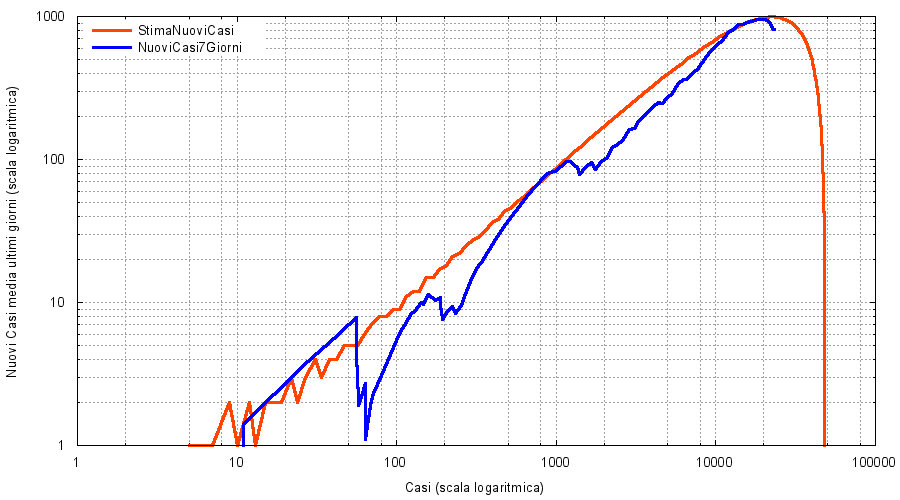 StimaNuoviCasi
NuoviCasi7Giorni
Nuovi Casi media ultimi giorni (scala logaritmica)
1000
100
10
1
1
10
100
1000
10000
100000
Casi (scala logaritmica)